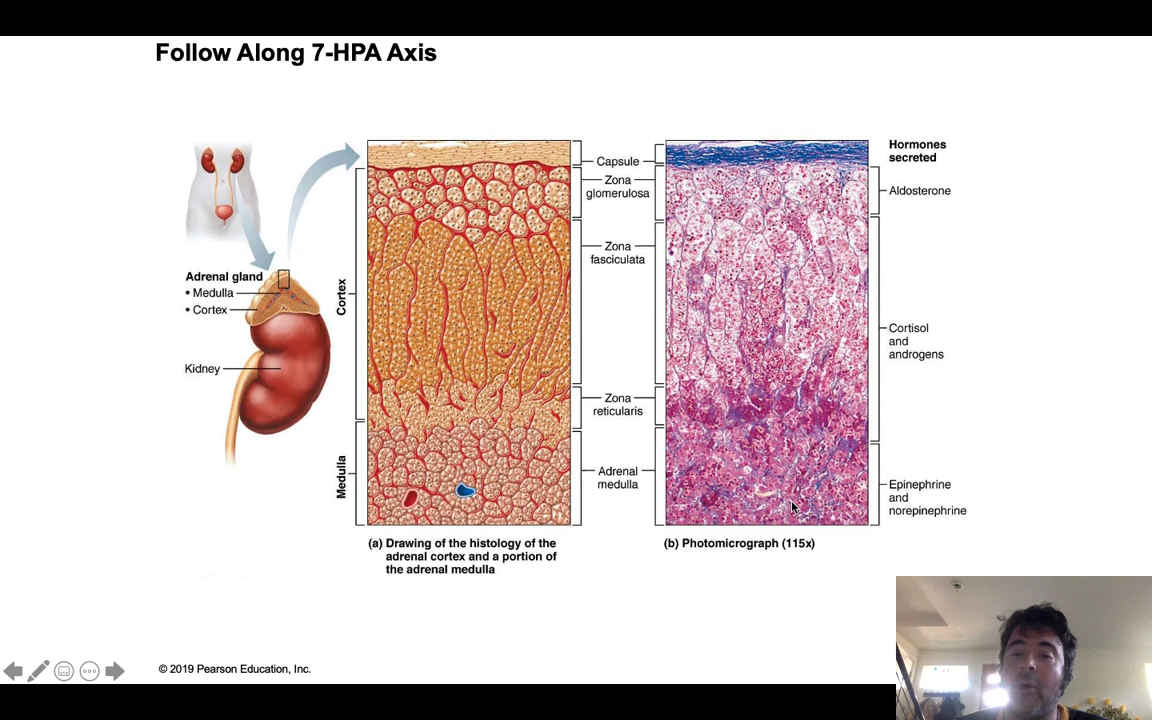 Follow Along 7-HPA Axis
Adrenal gland
• Medulla
• Cortex
Kidney
Cortex
Medulla
Capsule
Zona
glomerulosa
Zona
fasciculata
Zona
reticularis
Adrenal
medulla
Hormones
secreted
Aldosterone
Cortisol
and
androgens
Epinephrine
and
norepinephrine
(a) Drawing of the histology of the
adrenal cortex and a portion of
the adrenal medulla
(b) Photomicrograph (115x)
© 2019 Pearson Education, Inc.